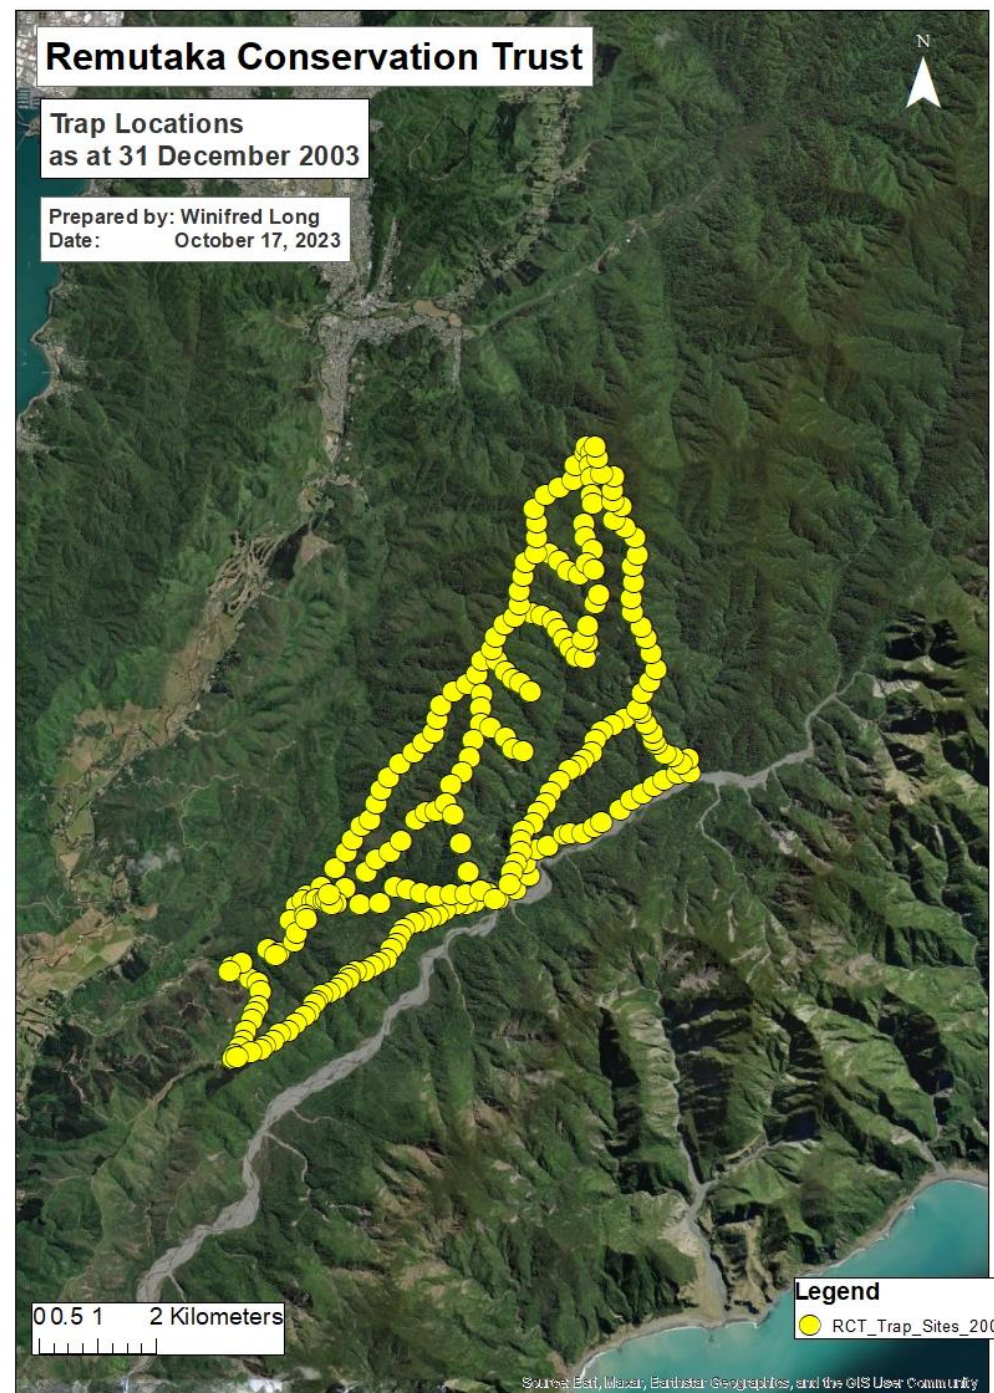 Remutaka Conservation Trust
N
Trap Locations
as at 31 December 2003
Prepared by: Winifred Long
Date: October 17, 2023
0 0.5 1 2 Kilometers
Legend
RCT_Trap_Sites_200
Source: Esri, Maxar, Earthstar Geographics, and the GIS User Community